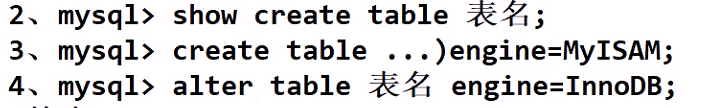 2、mysql> show create table 表名;
3、mysql> create table ...)engine=MyISAM;
4、mysql> alter table 表名 engine=InnoDB;